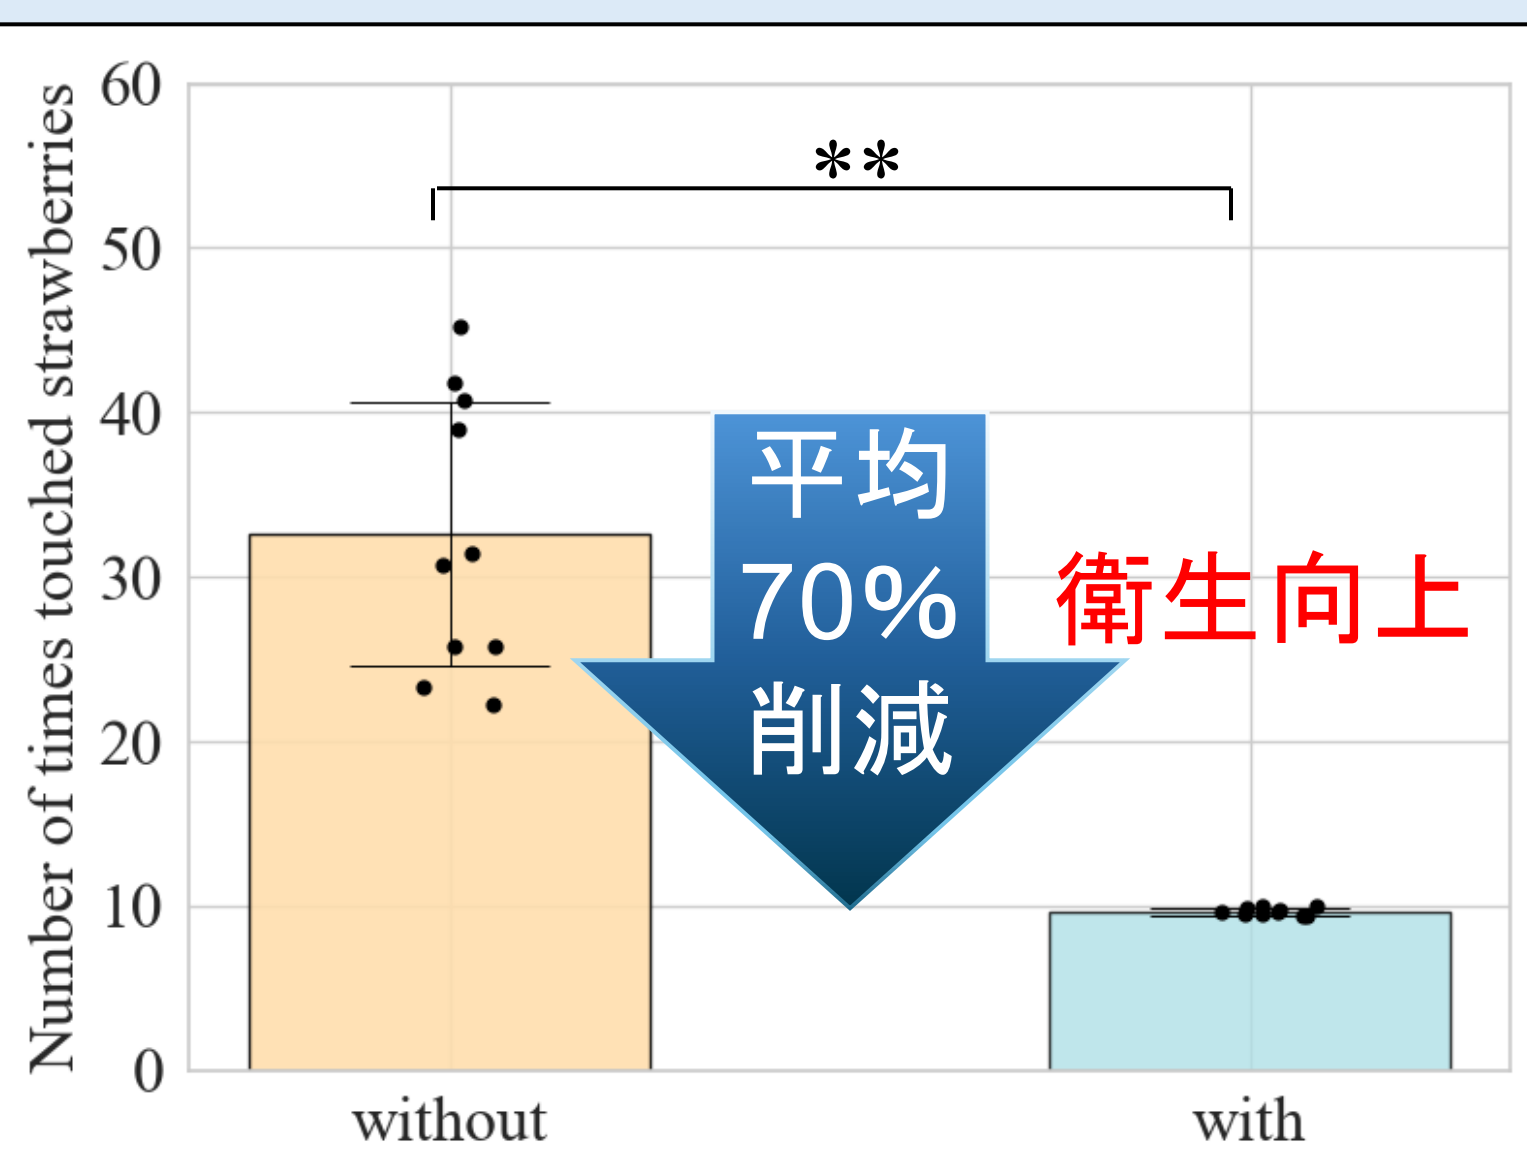 Number of times touched strawberries
60
50
40
30
20
10
0
**
平均
70%
削減
衛生向上
without
with